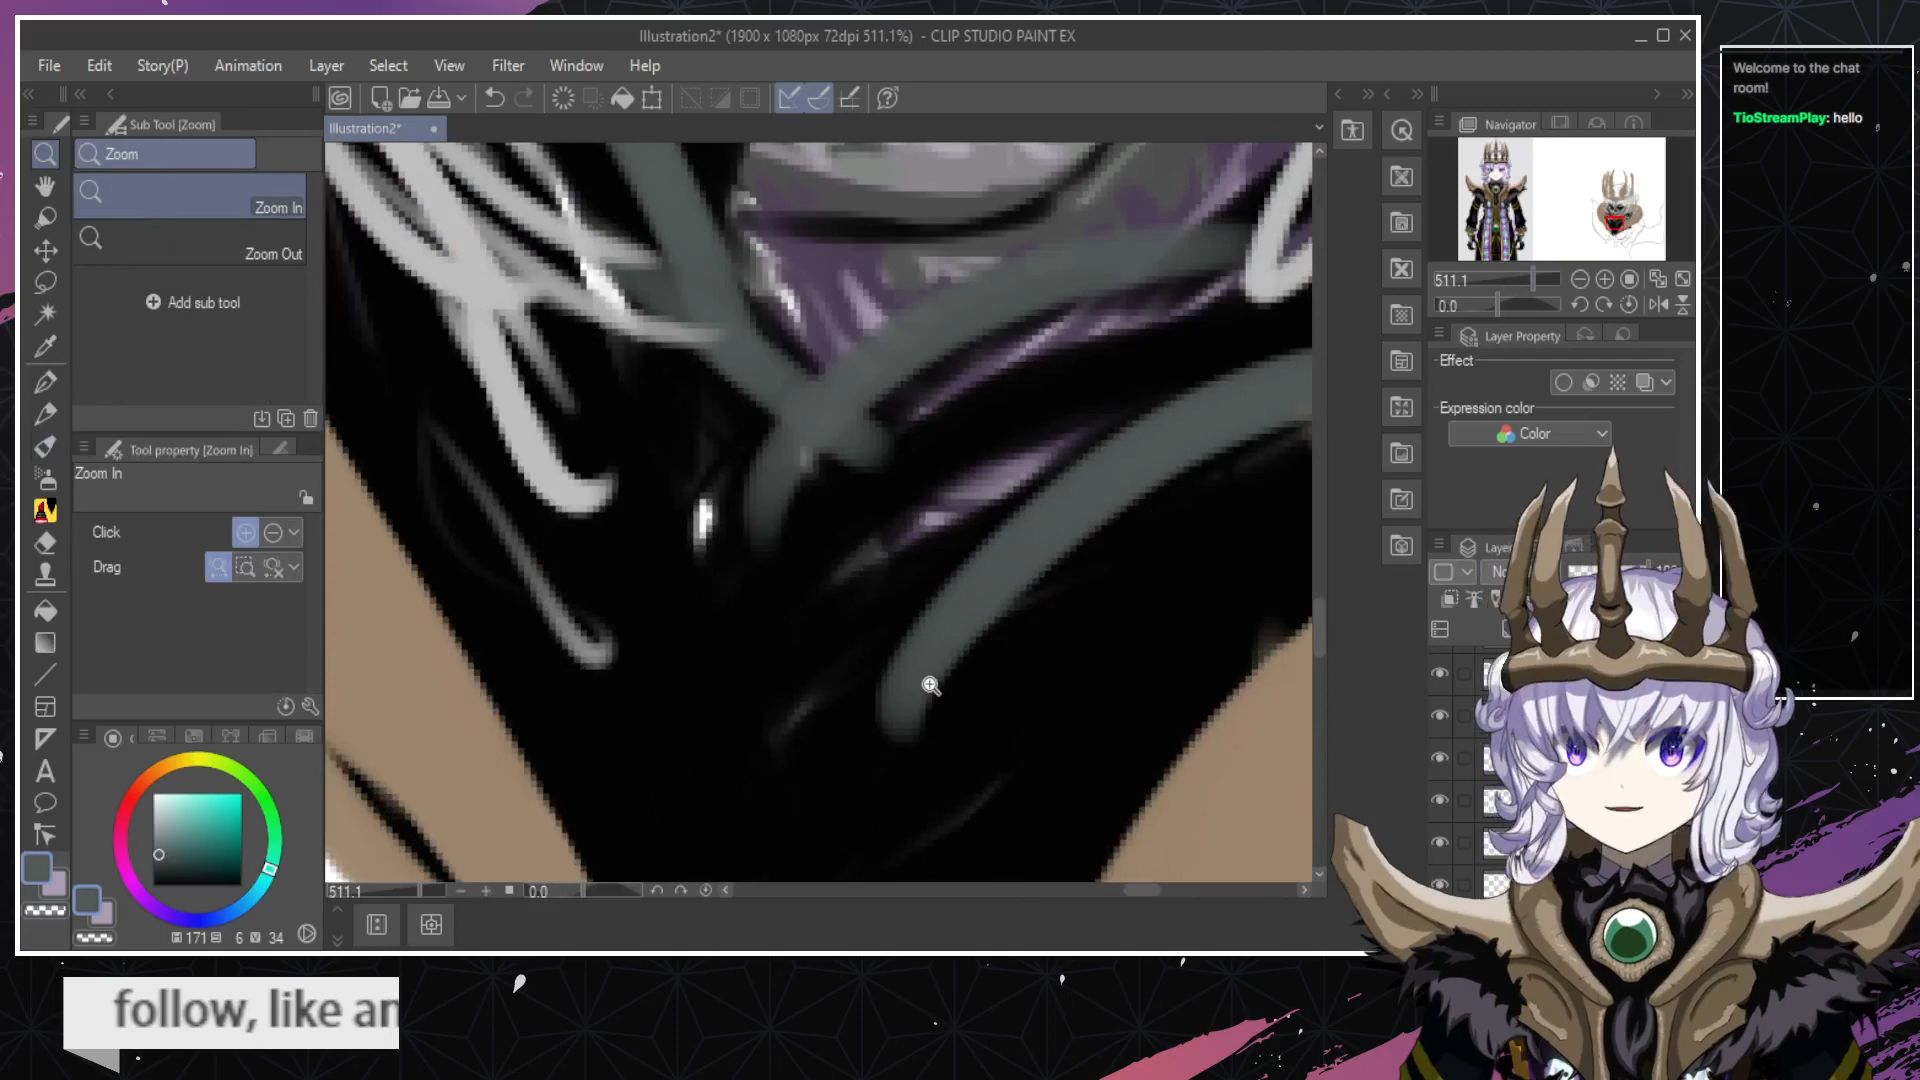 Illustration2* (1900 x 1080px 72dpi 511.1%) - CLIP STUDIO PAINT EX
File Edit Story(P) Animation Layer Select View Filter Window Help
Sub Tool [Zoom]
Illustration2*
Navigator
Zoom
Zoom In
Zoom Out
Add sub tool
511.1
0.0
Layer Property
Effect
Expression color
Color
Tool property [Zoom In]
Zoom In
Click
Drag
171 6 34
511.1 0.0
Welcome to the chat
room!
TioStreamPlay: hello
follow, like an